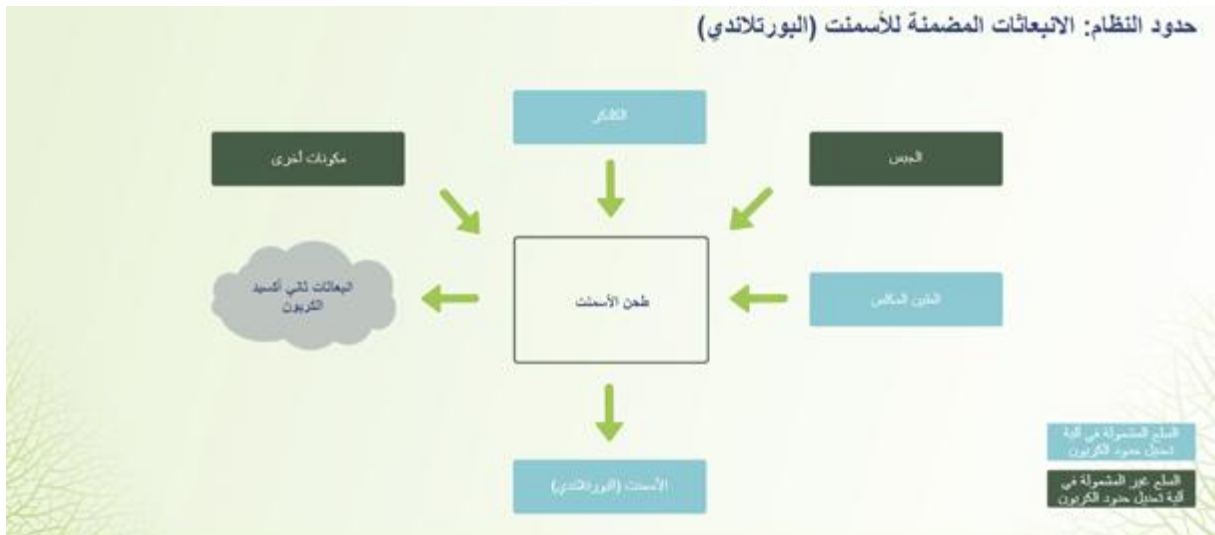 حدود النظام: الانبعاثات المضمنة للأسمنت (البورتلاندي)
الكلنكر
الجبس
مكونات أخرى
الطين المكلس
طحن الأسمنت
انبعاثات ثاني أكسيد
الكربون
الأسمنت (البورتلاندي)
السلع المشمولة في آلية
تعديل حدود الكربون
السلع غير المشمولة في
آلية تعديل حدود الكربون